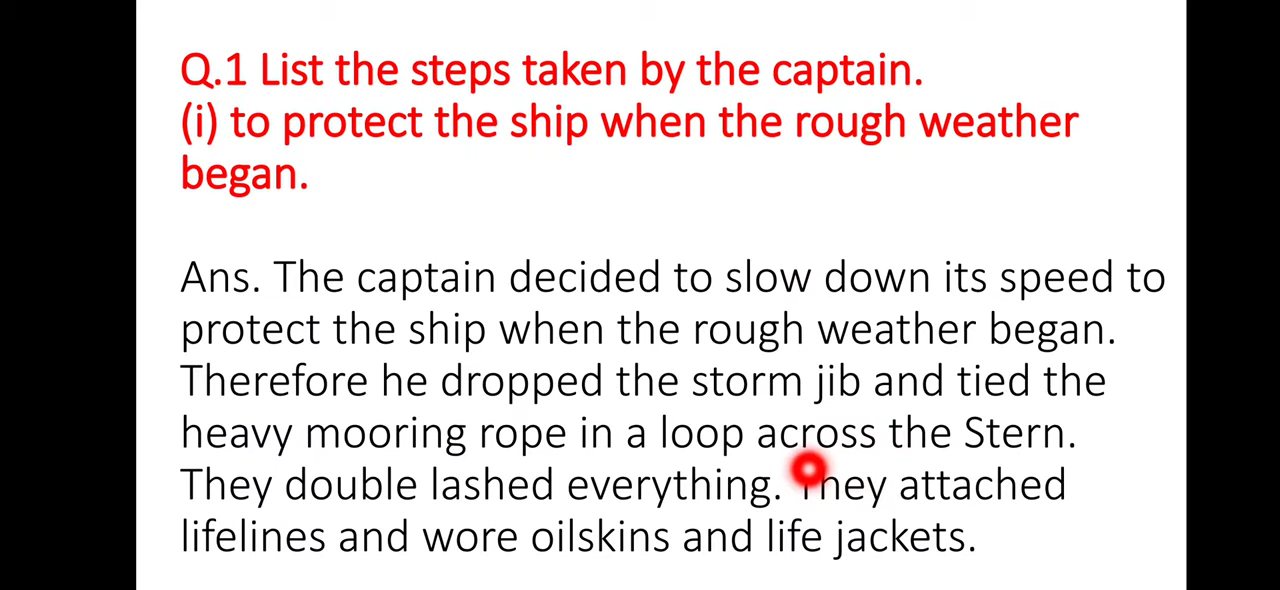 Q.1 List the steps taken by the captain.
(i) to protect the ship when the rough weather
began.
Ans. The captain decided to slow down its speed to
protect the ship when the rough weather began.
Therefore he dropped the storm jib and tied the
heavy mooring rope in a loop across the Stern.
They double lashed everything. They attached
lifelines and wore oilskins and life jackets.